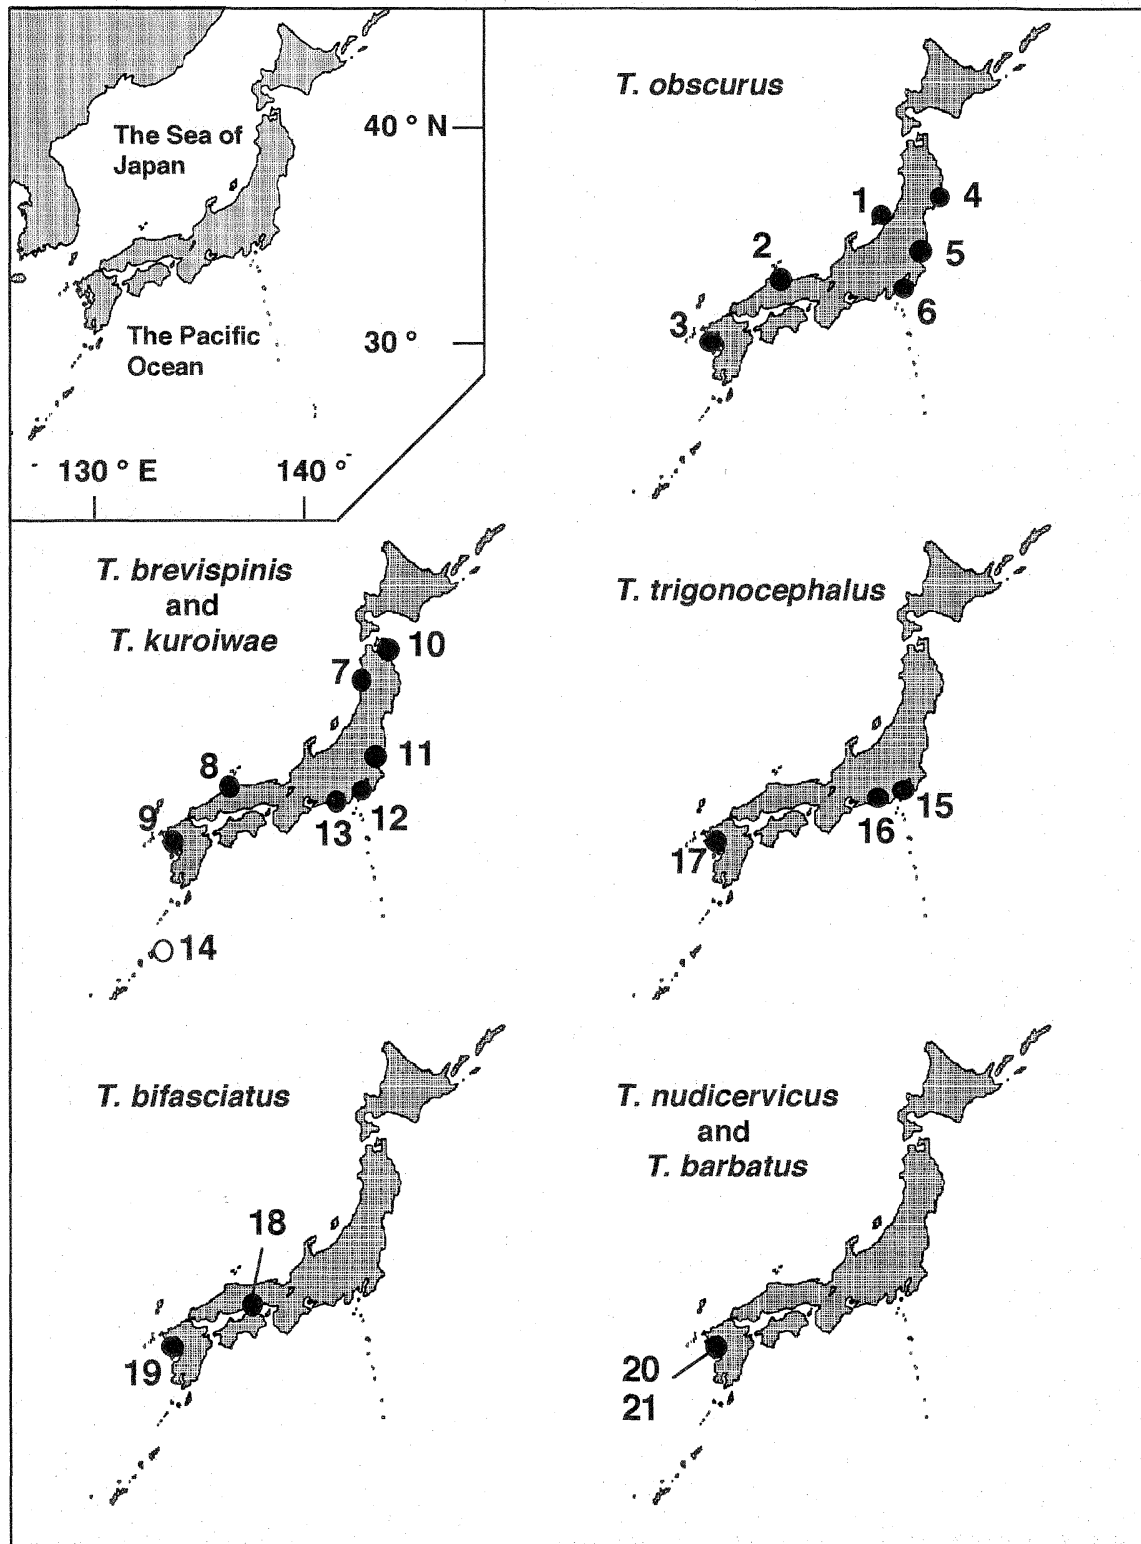 The Sea of
Japan
40 ° N
The Pacific
Ocean
30 °
130 ° E
140 °
T. obscurus
1
4
2
5
6
3
T. brevispinis
and
T. kuroiwae
10
7
11
8
9
13
12
14
T. trigonocephalus
15
16
17
T. bifasciatus
18
19
T. nudicervicus
and
T. barbatus
20
21